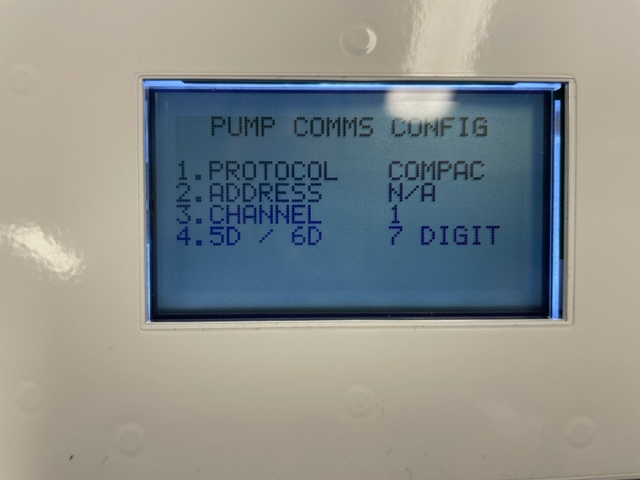 PUMP COMMS CONFIG
1.PROTOCOL COMPAC
2.ADDRESS N/A
3.CHANNEL 1
4.5D / 6D 7 DIGIT